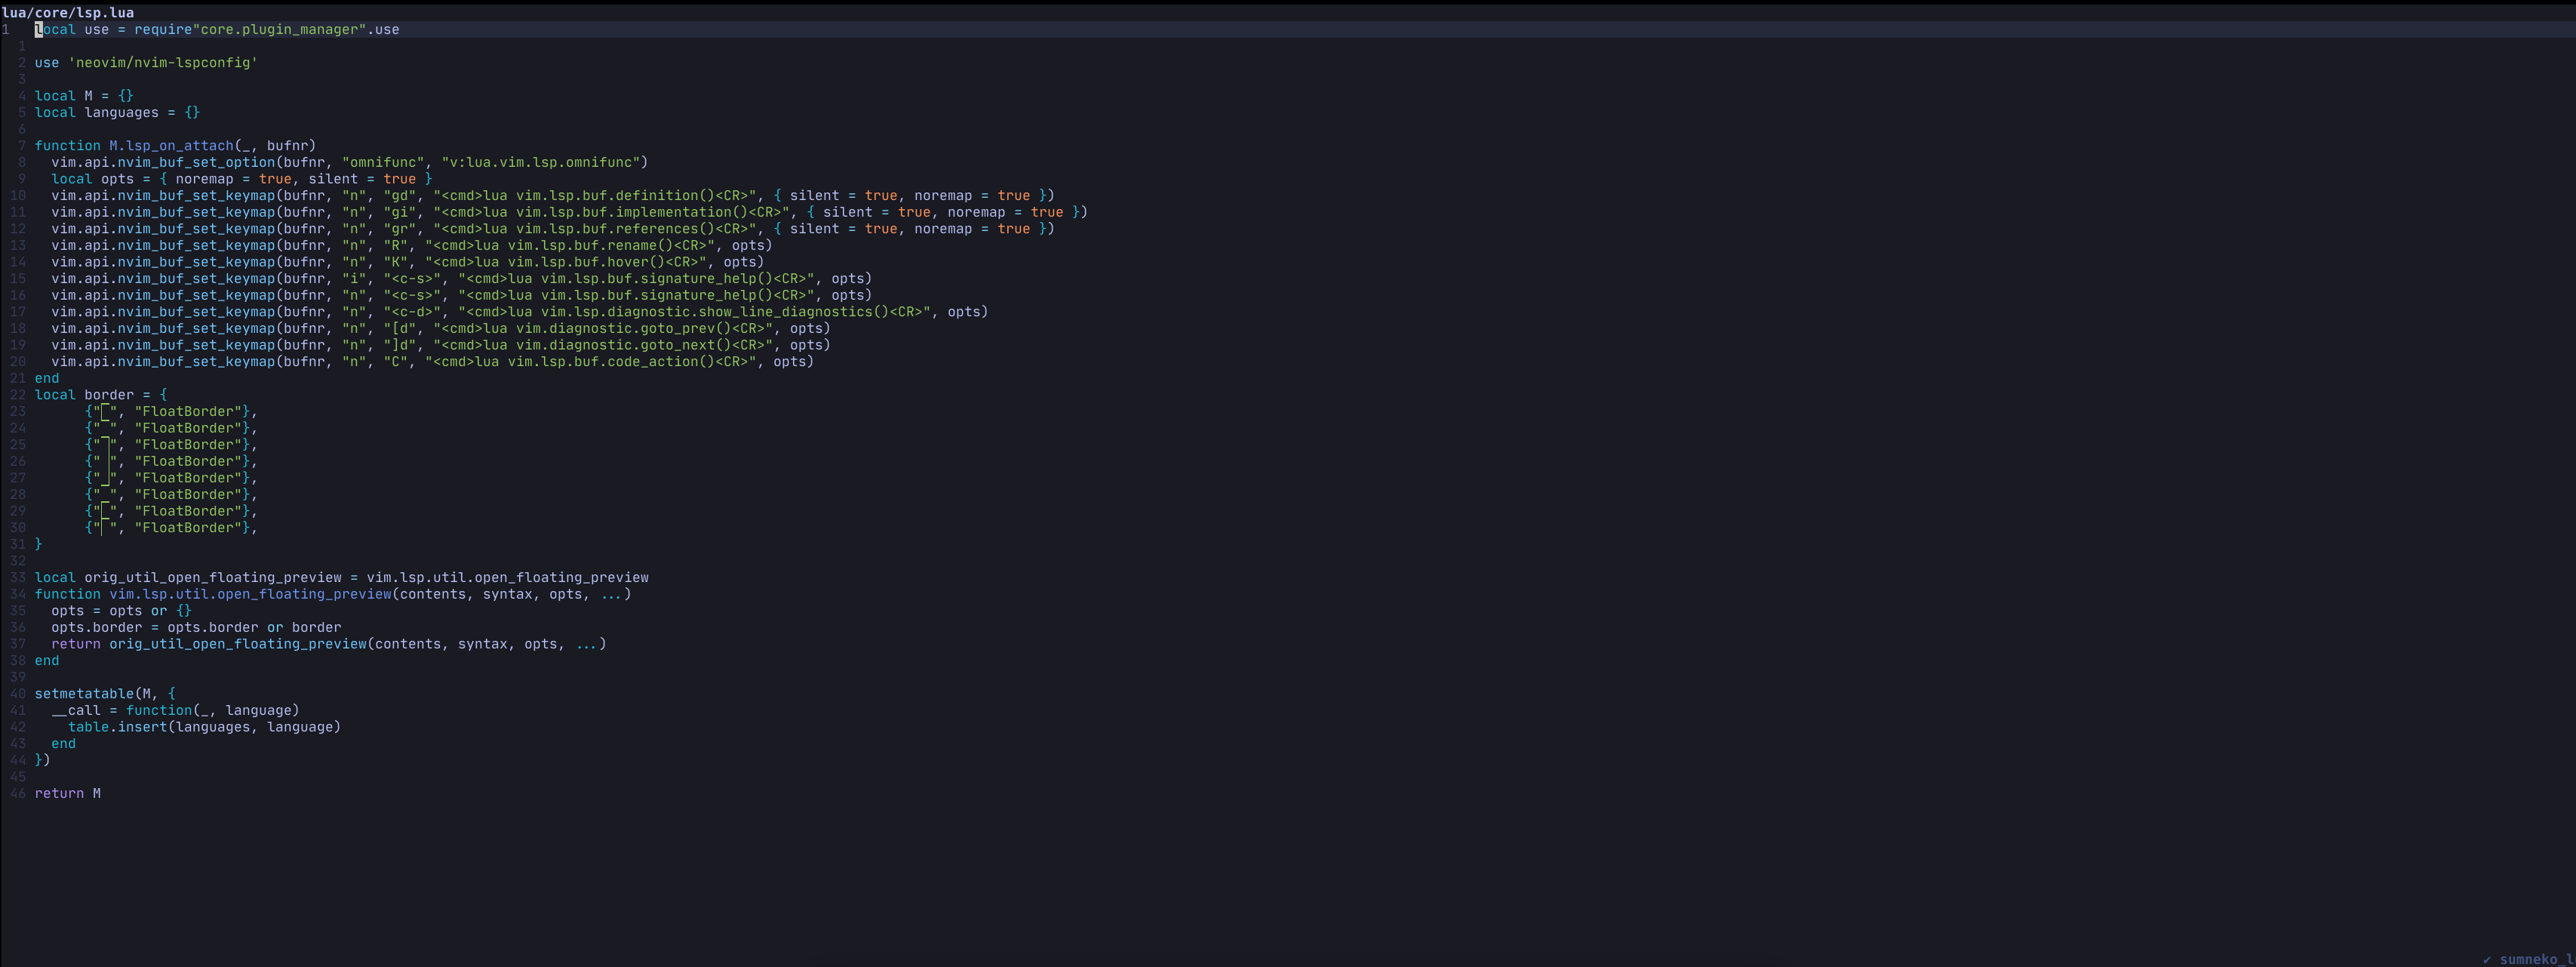 lua/core/lsp.lua
1   local use = require"core.plugin_manager".use
  1
  2 use 'neovim/nvim-lspconfig'
  3
  4 local M = {}
  5 local languages = {}
  6
  7 function M.lsp_on_attach(_, bufnr)
  8   vim.api.nvim_buf_set_option(bufnr, "omnifunc", "v:lua.vim.lsp.omnifunc")
  9   local opts = { noremap = true, silent = true }
 10   vim.api.nvim_buf_set_keymap(bufnr, "n", "gd", "<cmd>lua vim.lsp.buf.definition()<CR>", { silent = true, noremap = true })
 11   vim.api.nvim_buf_set_keymap(bufnr, "n", "gi", "<cmd>lua vim.lsp.buf.implementation()<CR>", { silent = true, noremap = true })
 12   vim.api.nvim_buf_set_keymap(bufnr, "n", "gr", "<cmd>lua vim.lsp.buf.references()<CR>", { silent = true, noremap = true })
 13   vim.api.nvim_buf_set_keymap(bufnr, "n", "R", "<cmd>lua vim.lsp.buf.rename()<CR>", opts)
 14   vim.api.nvim_buf_set_keymap(bufnr, "n", "K", "<cmd>lua vim.lsp.buf.hover()<CR>", opts)
 15   vim.api.nvim_buf_set_keymap(bufnr, "i", "<c-s>", "<cmd>lua vim.lsp.buf.signature_help()<CR>", opts)
 16   vim.api.nvim_buf_set_keymap(bufnr, "n", "<c-s>", "<cmd>lua vim.lsp.buf.signature_help()<CR>", opts)
 17   vim.api.nvim_buf_set_keymap(bufnr, "n", "<c-d>", "<cmd>lua vim.lsp.diagnostic.show_line_diagnostics()<CR>", opts)
 18   vim.api.nvim_buf_set_keymap(bufnr, "n", "[d", "<cmd>lua vim.diagnostic.goto_prev()<CR>", opts)
 19   vim.api.nvim_buf_set_keymap(bufnr, "n", "]d", "<cmd>lua vim.diagnostic.goto_next()<CR>", opts)
 20   vim.api.nvim_buf_set_keymap(bufnr, "n", "C", "<cmd>lua vim.lsp.buf.code_action()<CR>", opts)
 21 end
 22 local border = {
 23       {"🭽", "FloatBorder"},
 24       {"▔", "FloatBorder"},
 25       {"🭾", "FloatBorder"},
 26       {"▕", "FloatBorder"},
 27       {"🭿", "FloatBorder"},
 28       {"▁", "FloatBorder"},
 29       {"🭼", "FloatBorder"},
 30       {"▏", "FloatBorder"},
 31 }
 32
 33 local orig_util_open_floating_preview = vim.lsp.util.open_floating_preview
 34 function vim.lsp.util.open_floating_preview(contents, syntax, opts, ...)
 35   opts = opts or {}
 36   opts.border = opts.border or border
 37   return orig_util_open_floating_preview(contents, syntax, opts, ...)
 38 end
 39
 40 setmetatable(M, {
 41   __call = function(_, language)
 42     table.insert(languages, language)
 43   end
 44 })
 45
 46 return M
✔ sumneko_l